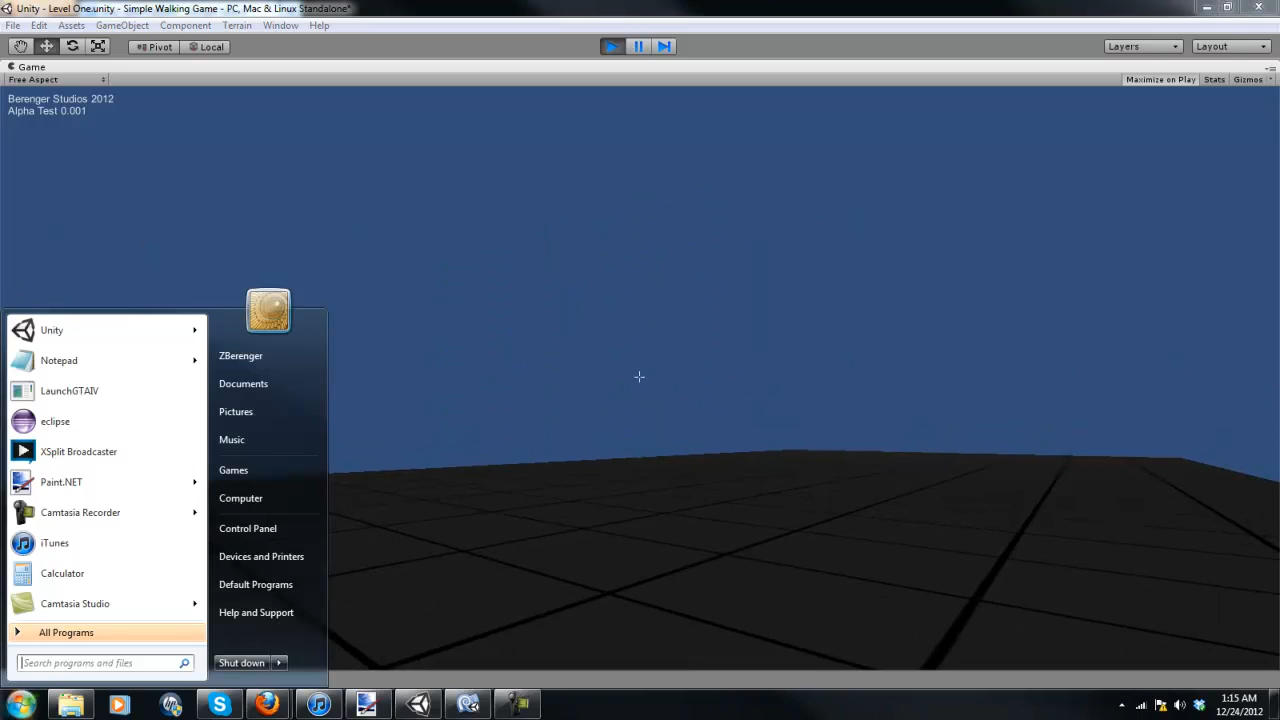 Unity - Level One.unity - Simple Walking Game - PC, Mac & Linux Standalone*
File Edit Assets GameObject Component Terrain Window Help
Pivot Local Layers Layout
Game
Free Aspect Maximize on Play Stats Gizmos
Berenger Studios 2012
Alpha Test 0.001
Unity
Notepad
LaunchGTAIV
eclipse
XSplit Broadcaster
Paint.NET
Camtasia Recorder
iTunes
Calculator
Camtasia Studio
All Programs
Search programs and files
ZBerenger
Documents
Pictures
Music
Games
Computer
Control Panel
Devices and Printers
Default Programs
Help and Support
Shut down
1:15 AM
12/24/2012